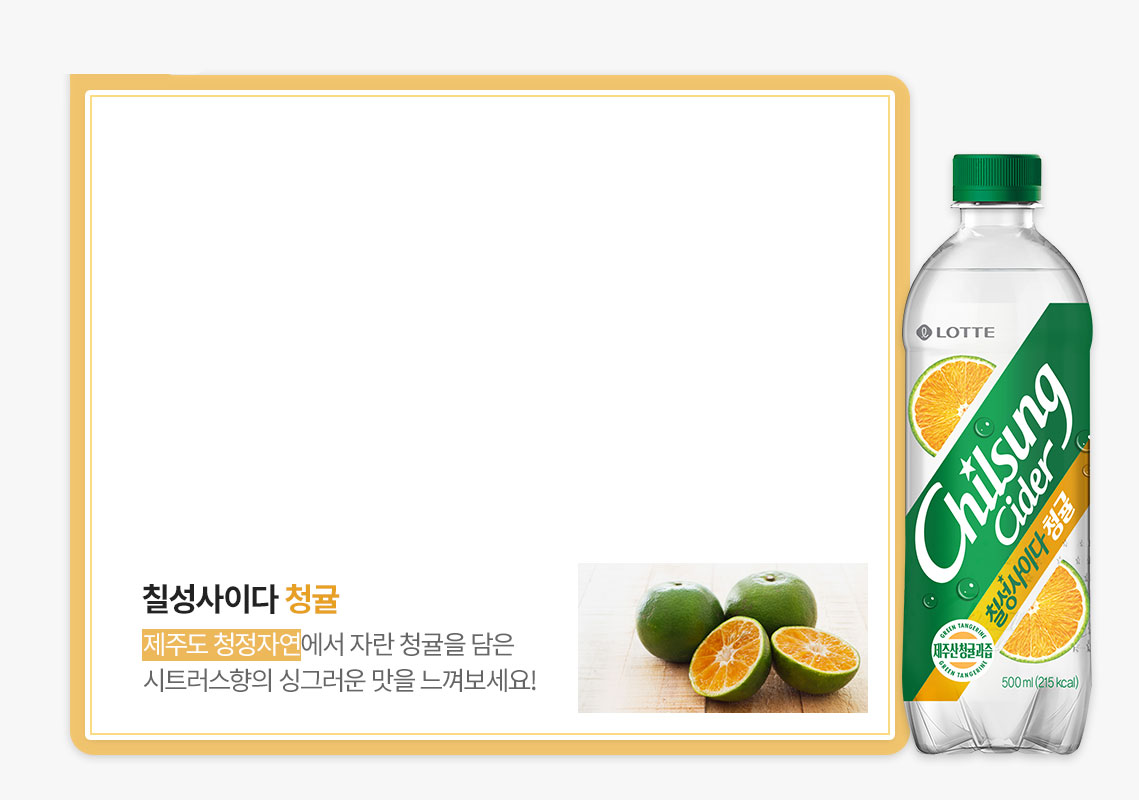 칠성사이다 청귤
제주도 청정자연에서 자란 청귤을 담은
시트러스향의 싱그러운 맛을 느껴보세요!
LOTTE
Chilsung
Cider
칠성사이다 청귤
GREEN TANGERINE
제주산청귤과즙
GREEN TANGERINE
500 ml (215 kcal)